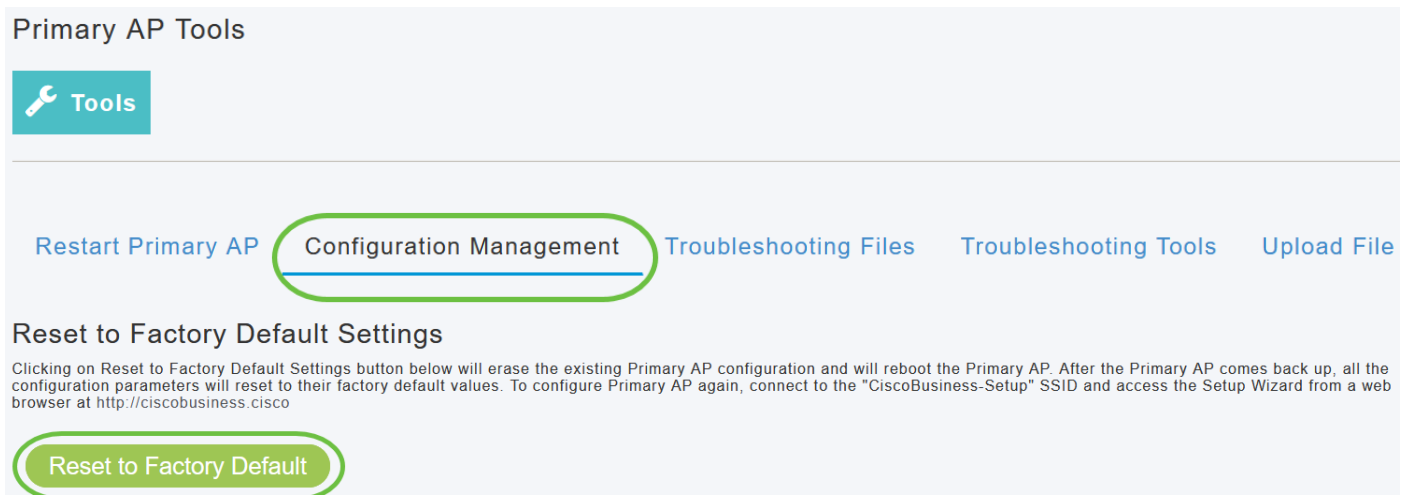 Primary AP Tools
Tools
Restart Primary AP Configuration Management Troubleshooting Files Troubleshooting Tools Upload File
Reset to Factory Default Settings
Clicking on Reset to Factory Default Settings button below will erase the existing Primary AP configuration and will reboot the Primary AP. After the Primary AP comes back up, all the
configuration parameters will reset to their factory default values. To configure Primary AP again, connect to the "CiscoBusiness-Setup" SSID and access the Setup Wizard from a web
browser at http://ciscobusiness.cisco
Reset to Factory Default